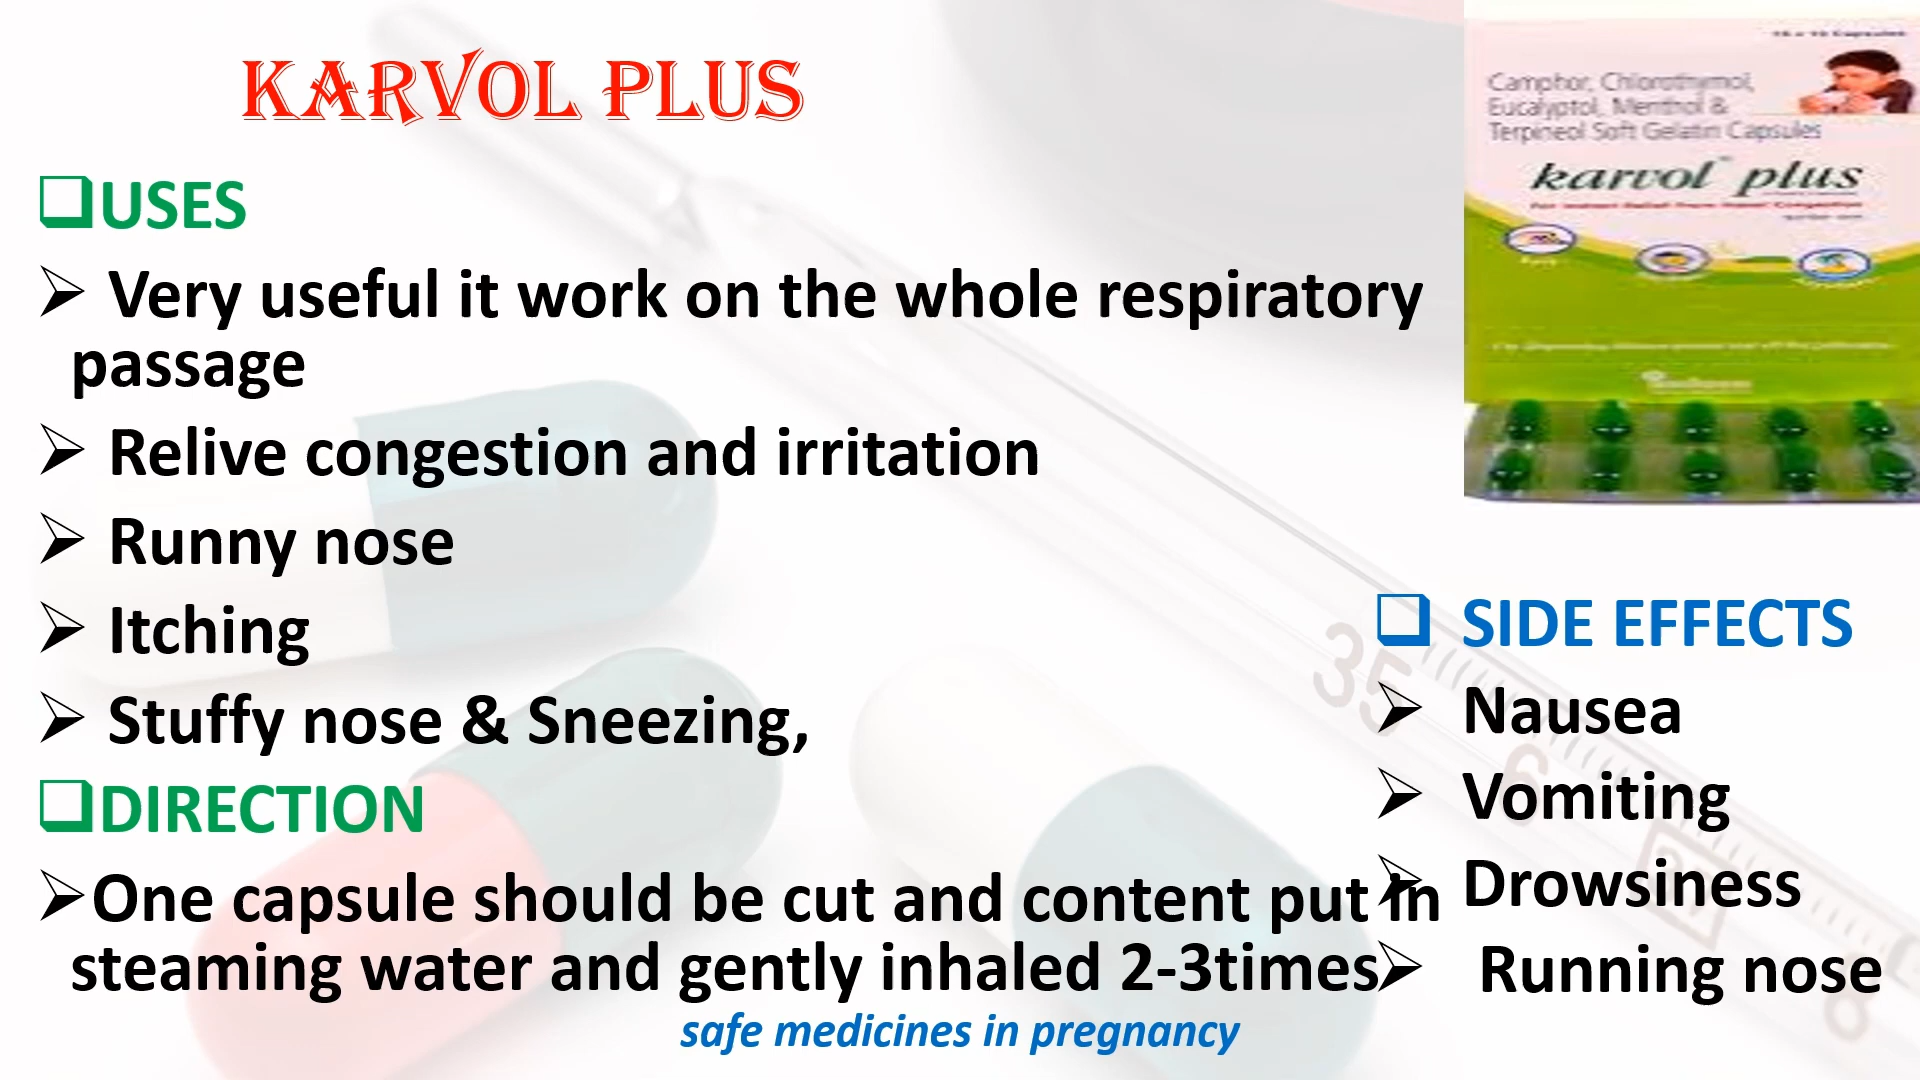 KARVOL PLUS
USES
Very useful it work on the whole respiratory
passage
Relive congestion and irritation
Runny nose
Itching
Stuffy nose & Sneezing,
DIRECTION
One capsule should be cut and content put in
steaming water and gently inhaled 2-3times
safe medicines in pregnancy
Camphor, Chlorothymol,
Eucalyptol, Menthol &
Terpineol Soft Gelatin Capsules
karvol plus
SIDE EFFECTS
Nausea
Vomiting
Drowsiness
Running nose
35
6